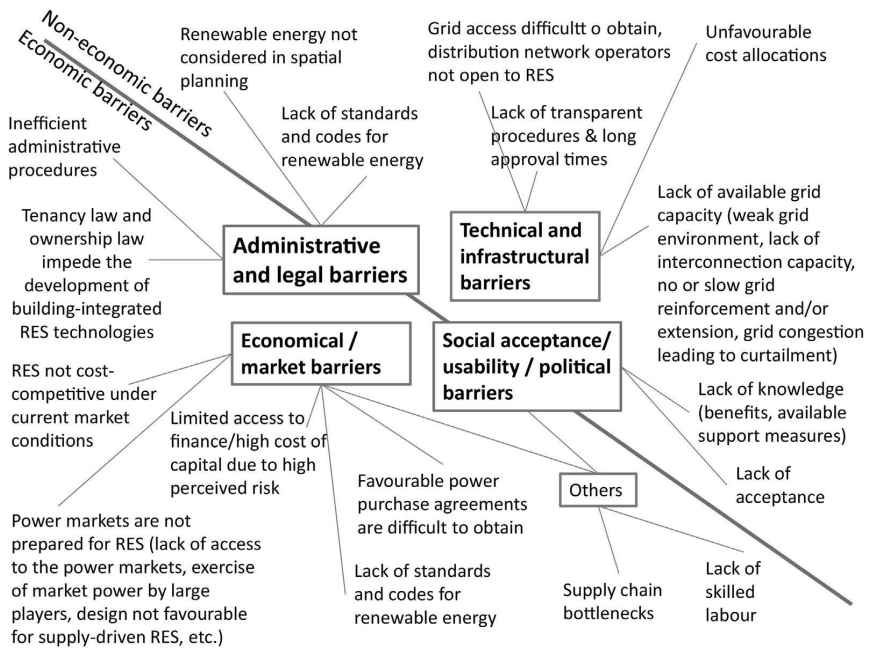 Non-economic barriers
Economic barriers
Renewable energy not
considered in spatial
planning
Lack of standards
and codes for
renewable energy
Grid access difficultt o obtain,
distribution network operators
not open to RES
Unfavourable
cost allocations
Lack of transparent
procedures & long
approval times
Inefficient
administrative
procedures
Tenancy law and
ownership law
impede the
development of
building-integrated
RES technologies
Administrative
and legal barriers
Technical and
infrastructural
barriers
Lack of available grid
capacity (weak grid
environment, lack of
interconnection capacity,
no or slow grid
reinforcement and/or
extension, grid congestion
leading to curtailment)
Economical /
market barriers
Social acceptance/
usability / political
barriers
RES not cost-
competitive under
current market
conditions
Limited access to
finance/high cost of
capital due to high
perceived risk
Lack of knowledge
(benefits, available
support measures)
Lack of
acceptance
Favourable power
purchase agreements
are difficult to obtain
Others
Power markets are not
prepared for RES (lack of access
to the power markets, exercise
of market power by large
players, design not favourable
for supply-driven RES, etc.)
Lack of standards
and codes for
renewable energy
Supply chain
bottlenecks
Lack of
skilled
labour